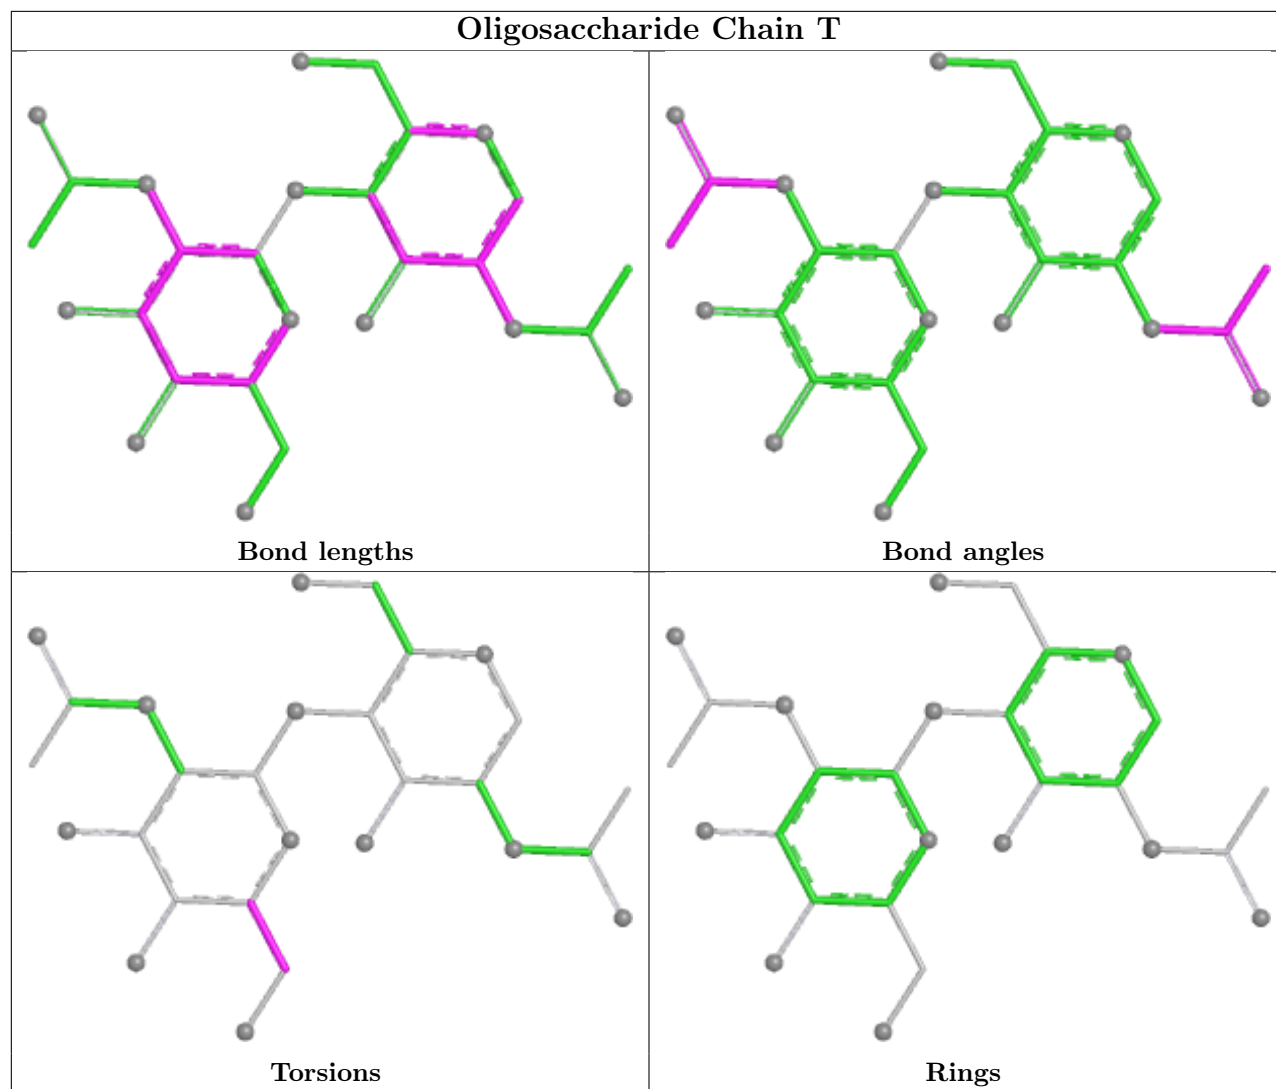 Oligosaccharide Chain T
Bond lengths
Bond angles
Torsions
Rings